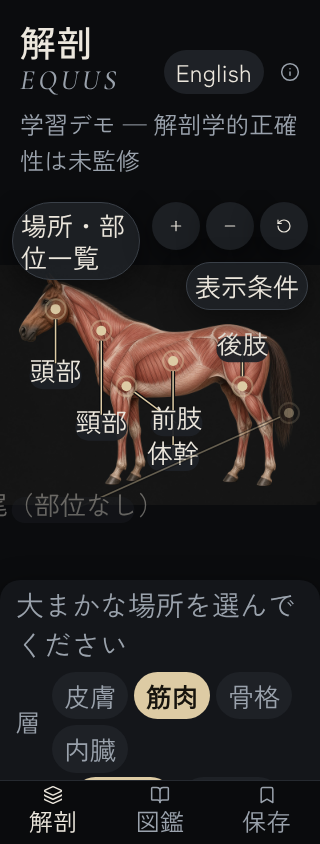 解剖
EQUUS
English
学習デモ — 解剖学的正確
性は未監修
場所・部
位一覧
表示条件
後肢
頭部
頸部
前肢
体幹
尾（部位なし）
大まかな場所を選んで
ください
層
皮膚
筋肉
骨格
内臓
解剖
図鑑
保存